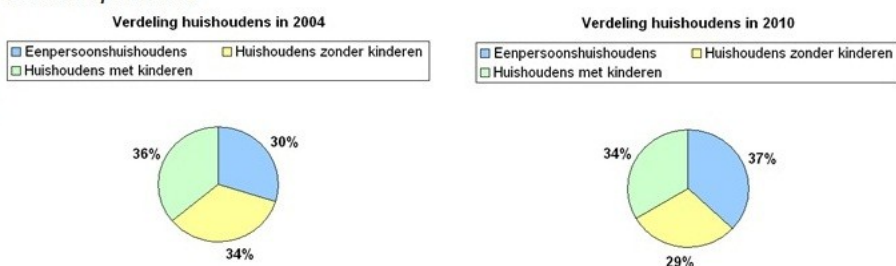 Verdeling huishoudens in 2004
Eenpersoonshuishoudens
Huishoudens zonder kinderen
Huishoudens met kinderen
36%
30%
34%
Verdeling huishoudens in 2010
Eenpersoonshuishoudens
Huishoudens zonder kinderen
Huishoudens met kinderen
34%
37%
29%